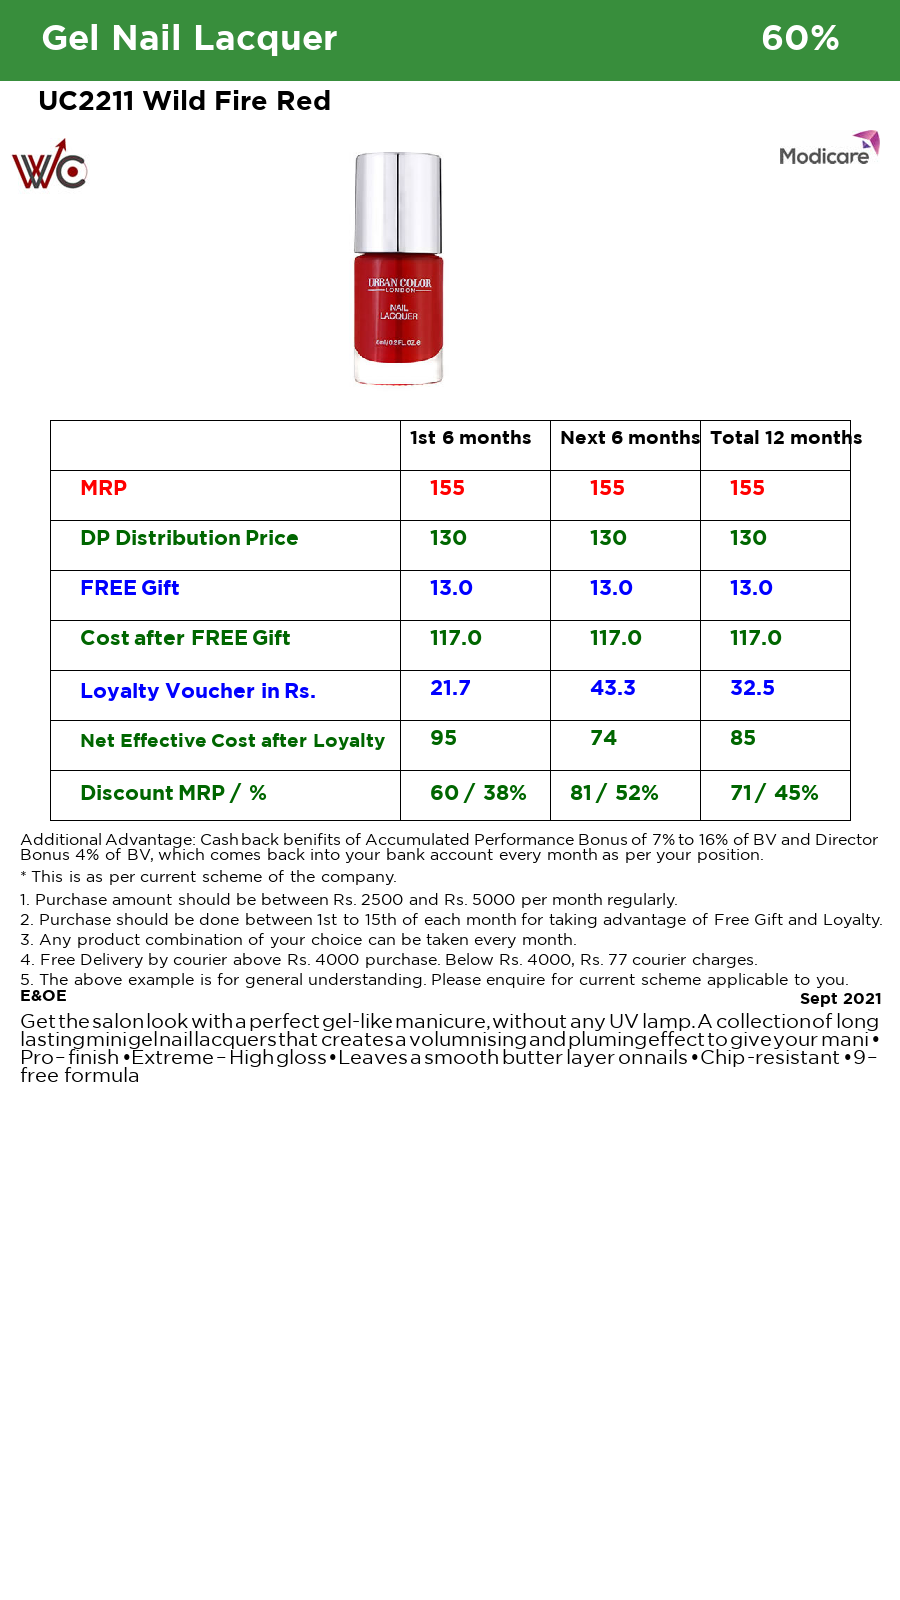 Gel Nail Lacquer 60%
UC2211 Wild Fire Red
WC
Modicare
URBAN COLOR
LONDON
NAIL
LACQUER
1st 6 months Next 6 months Total 12 months
MRP 155 155 155
DP Distribution Price 130 130 130
FREE Gift 13.0 13.0 13.0
Cost after FREE Gift 117.0 117.0 117.0
Loyalty Voucher in Rs. 21.7 43.3 32.5
Net Effective Cost after Loyalty 95 74 85
Discount MRP / % 60 / 38% 81 / 52% 71 / 45%
Additional Advantage: Cashback benifits of Accumulated Performance Bonus of 7% to 16% of BV and Director
Bonus 4% of BV, which comes back into your bank account every month as per your position.
* This is as per current scheme of the company.
1. Purchase amount should be between Rs. 2500 and Rs. 5000 per month regularly.
2. Purchase should be done between 1st to 15th of each month for taking advantage of Free Gift and Loyalty.
3. Any product combination of your choice can be taken every month.
4. Free Delivery by courier above Rs. 4000 purchase. Below Rs. 4000, Rs. 77 courier charges.
5. The above example is for general understanding. Please enquire for current scheme applicable to you.
E&OE Sept 2021
Get the salon look with a perfect gel-like manicure, without any UV lamp. A collection of long
lasting mini gel nail lacquers that creates a volumnising and pluming effect to give your mani •
Pro – finish • Extreme – High gloss • Leaves a smooth butter layer on nails • Chip -resistant • 9 –
free formula